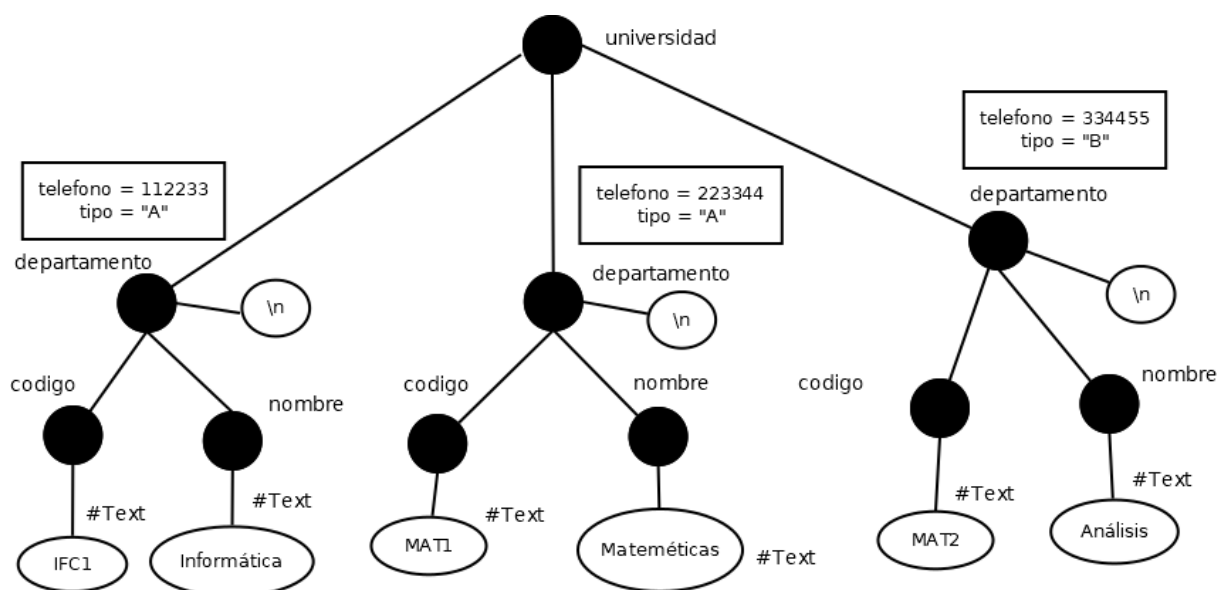 universidad
telefono = 334455
tipo = "B"
telefono = 112233
tipo = "A"
telefono = 223344
tipo = "A"
departamento
departamento
departamento
\n
\n
\n
codigo
nombre
codigo
nombre
codigo
nombre
#Text
#Text
#Text
#Text
#Text
#Text
IFC1
Informática
MAT1
Mateméticas
MAT2
Análisis